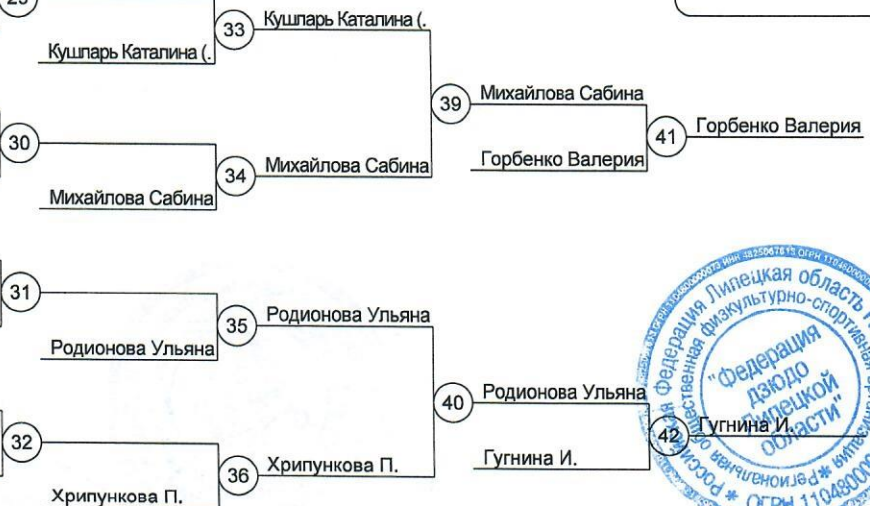 33 Кушларь Каталина (.
Кушларь Каталина (.
39 Михайлова Сабина
30
41 Горбенко Валерия
34 Михайлова Сабина
Горбенко Валерия
Михайлова Сабина
31
35 Родионова Ульяна
Родионова Ульяна
40 Родионова Ульяна
32
42 Гугнина И.
36 Хрипункова П.
Гугнина И.
Хрипункова П.
"Федерация
дзюдо
Липецкой
области"
Липецкая область
физкультурно-спортивная